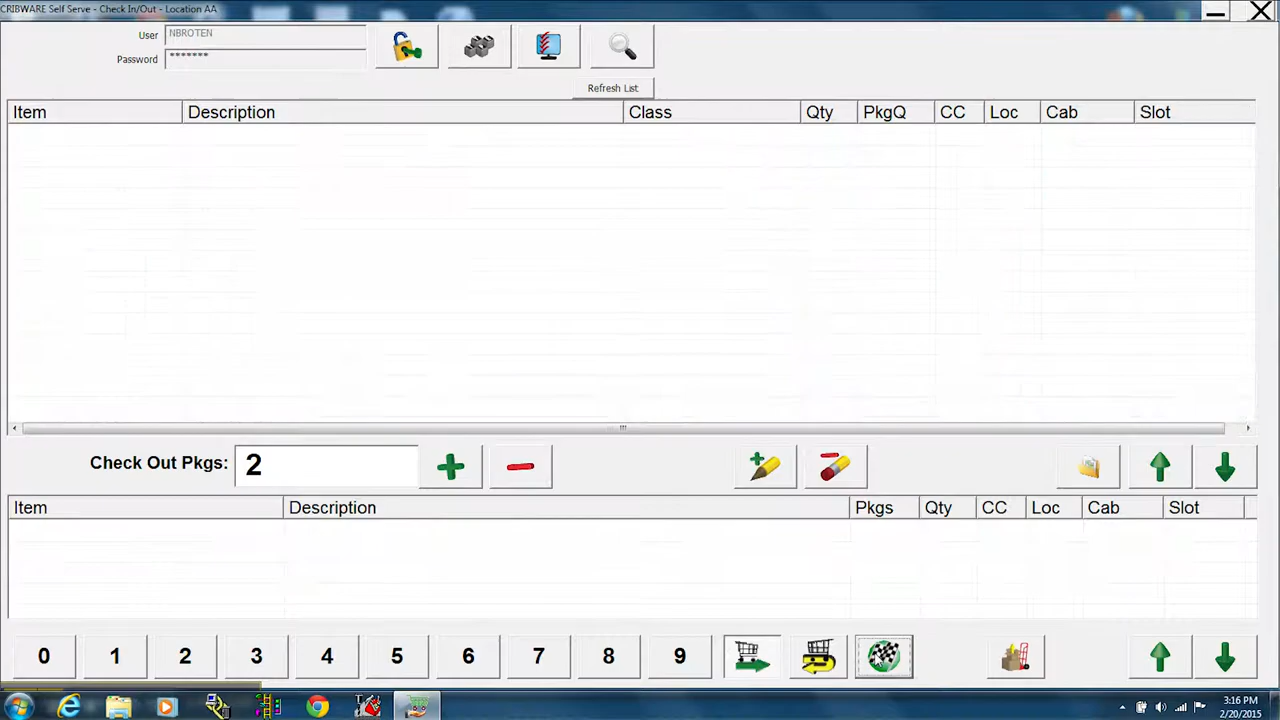 CRIBWARE Self Serve - Check In/Out - Location AA
User NBROTEN
Password *******
Refresh List
Item Description Class Qty PkgQ CC Loc Cab Slot
Check Out Pkgs: 2
Item Description Pkgs Qty CC Loc Cab Slot
0 1 2 3 4 5 6 7 8 9
3:16 PM
2/20/2015